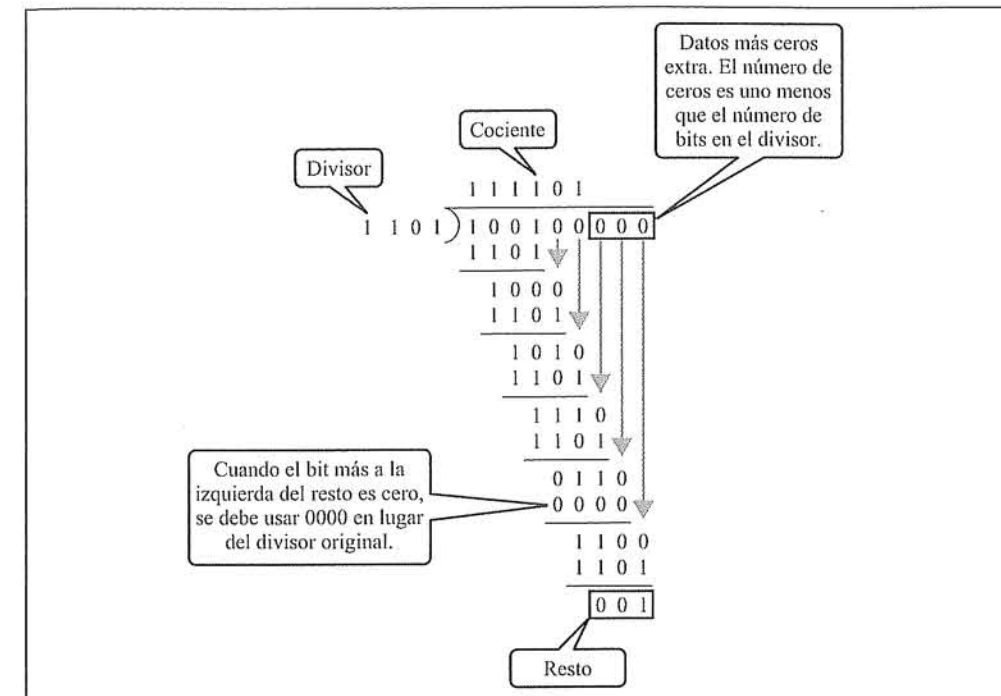 Datos más ceros
extra. El número de
ceros es uno menos
que el número de
bits en el divisor.
Cociente
Divisor
1 1 1 1 0 1
1 1 0 1 ) 1 0 0 1 0 0 0 0 0
1 1 0 1
1 0 0 0
1 1 0 1
1 0 1 0
1 1 0 1
1 1 1 0
1 1 0 1
Cuando el bit más a la
izquierda del resto es cero,
se debe usar 0000 en lugar
del divisor original.
0 1 1 0
0 0 0 0
1 1 0 0
1 1 0 1
0 0 1
Resto